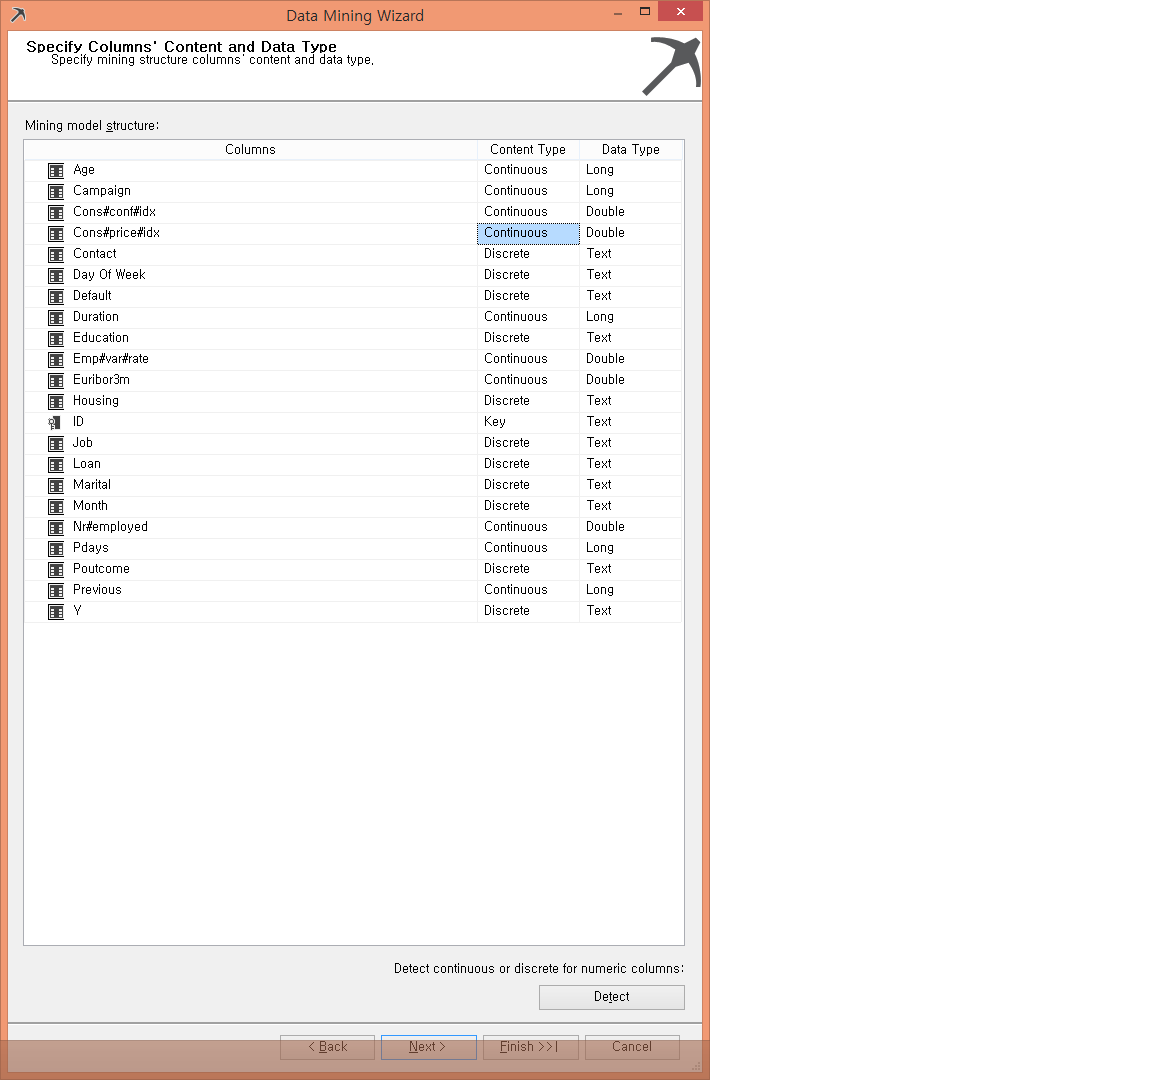 Data Mining Wizard
Specify Columns' Content and Data Type
Specify mining structure columns' content and data type.
Mining model structure:
Columns Content Type Data Type
Age Continuous Long
Campaign Continuous Long
Cons#conf#idx Continuous Double
Cons#price#idx Continuous Double
Contact Discrete Text
Day Of Week Discrete Text
Default Discrete Text
Duration Continuous Long
Education Discrete Text
Emp#var#rate Continuous Double
Euribor3m Continuous Double
Housing Discrete Text
ID Key Text
Job Discrete Text
Loan Discrete Text
Marital Discrete Text
Month Discrete Text
Nr#employed Continuous Double
Pdays Continuous Long
Poutcome Discrete Text
Previous Continuous Long
Y Discrete Text
Detect continuous or discrete for numeric columns:
Detect
< Back Next > Finish >>| Cancel